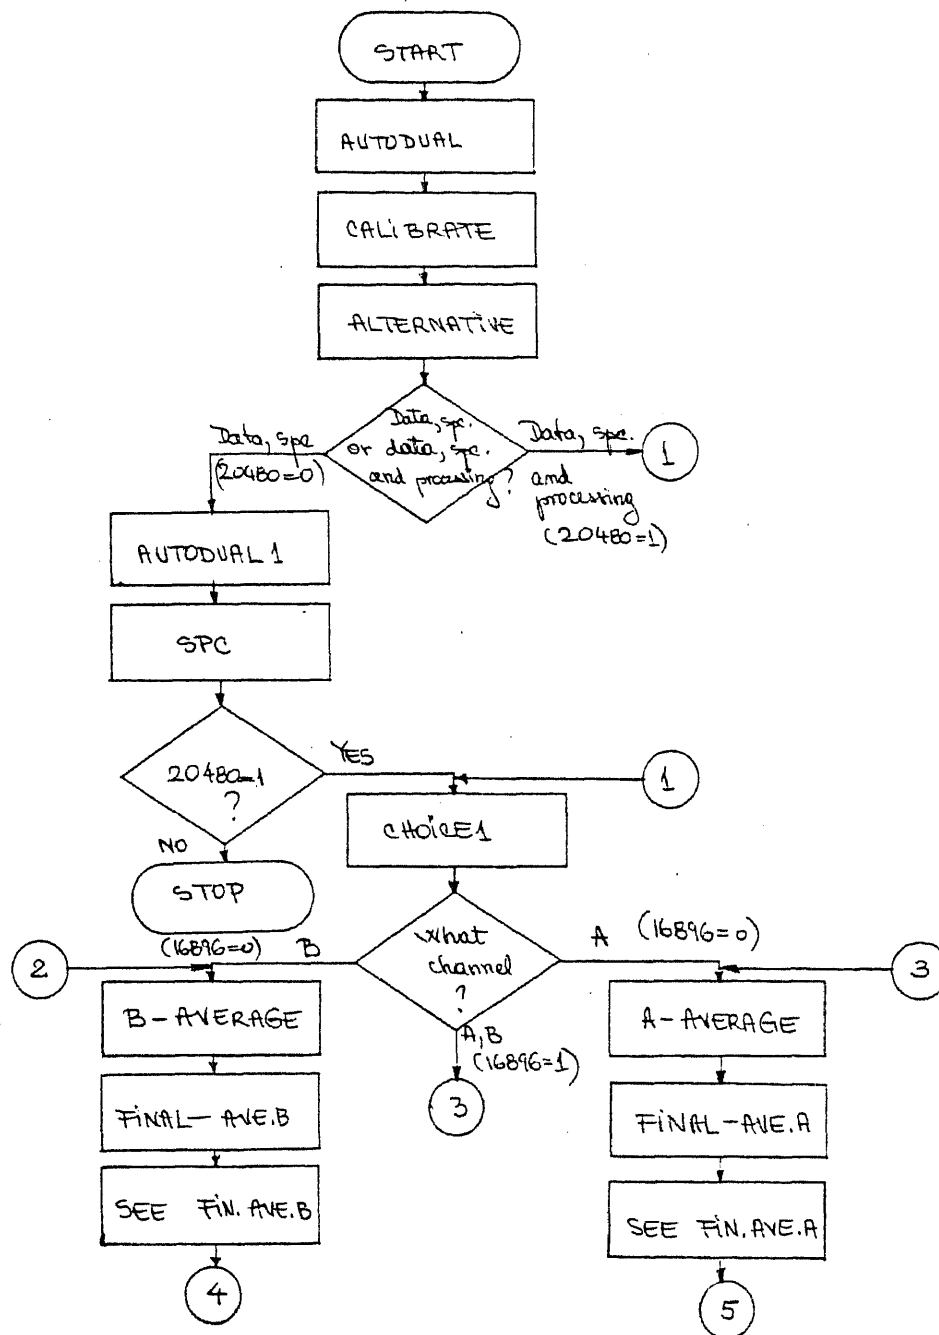 START
AUTODUAL
CALIBRATE
ALTERNATIVE
Data, spc.
or data, spc.
and processing?
Data, spc
(20480=0)
Data, spc.
and
processing
(20480=1)
1
AUTODUAL 1
SPC
20480=1
?
YES
NO
STOP
1
CHOICE1
What
channel
?
B
(16896=0)
A
(16896=0)
A,B
(16896=1)
2
3
3
B-AVERAGE
FINAL-AVE.B
SEE FIN.AVE.B
4
A-AVERAGE
FINAL-AVE.A
SEE FIN.AVE.A
5